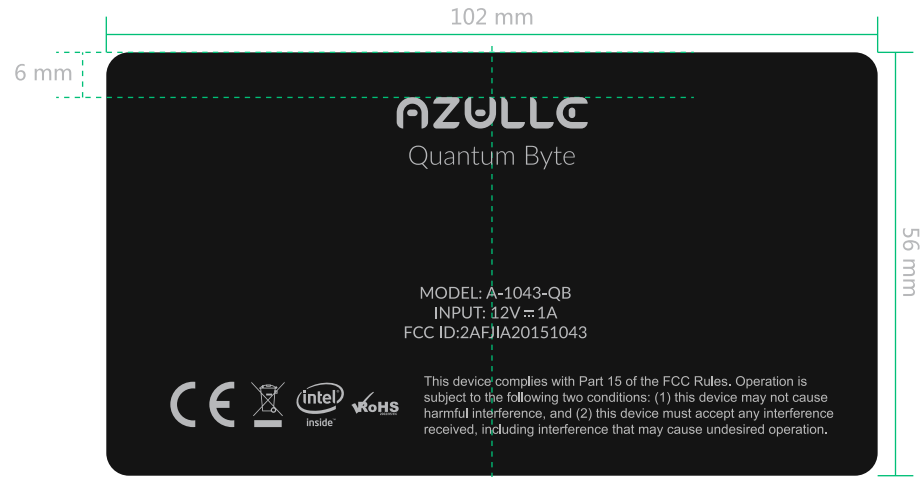 102 mm
6 mm
AZULLE
Quantum Byte
56 mm
MODEL: A-1043-QB
INPUT: 12V⎓1A
FCC ID:2AFJIA20151043
CE
intel
inside
RoHS
This device complies with Part 15 of the FCC Rules. Operation is
subject to the following two conditions: (1) this device may not cause
harmful interference, and (2) this device must accept any interference
received, including interference that may cause undesired operation.